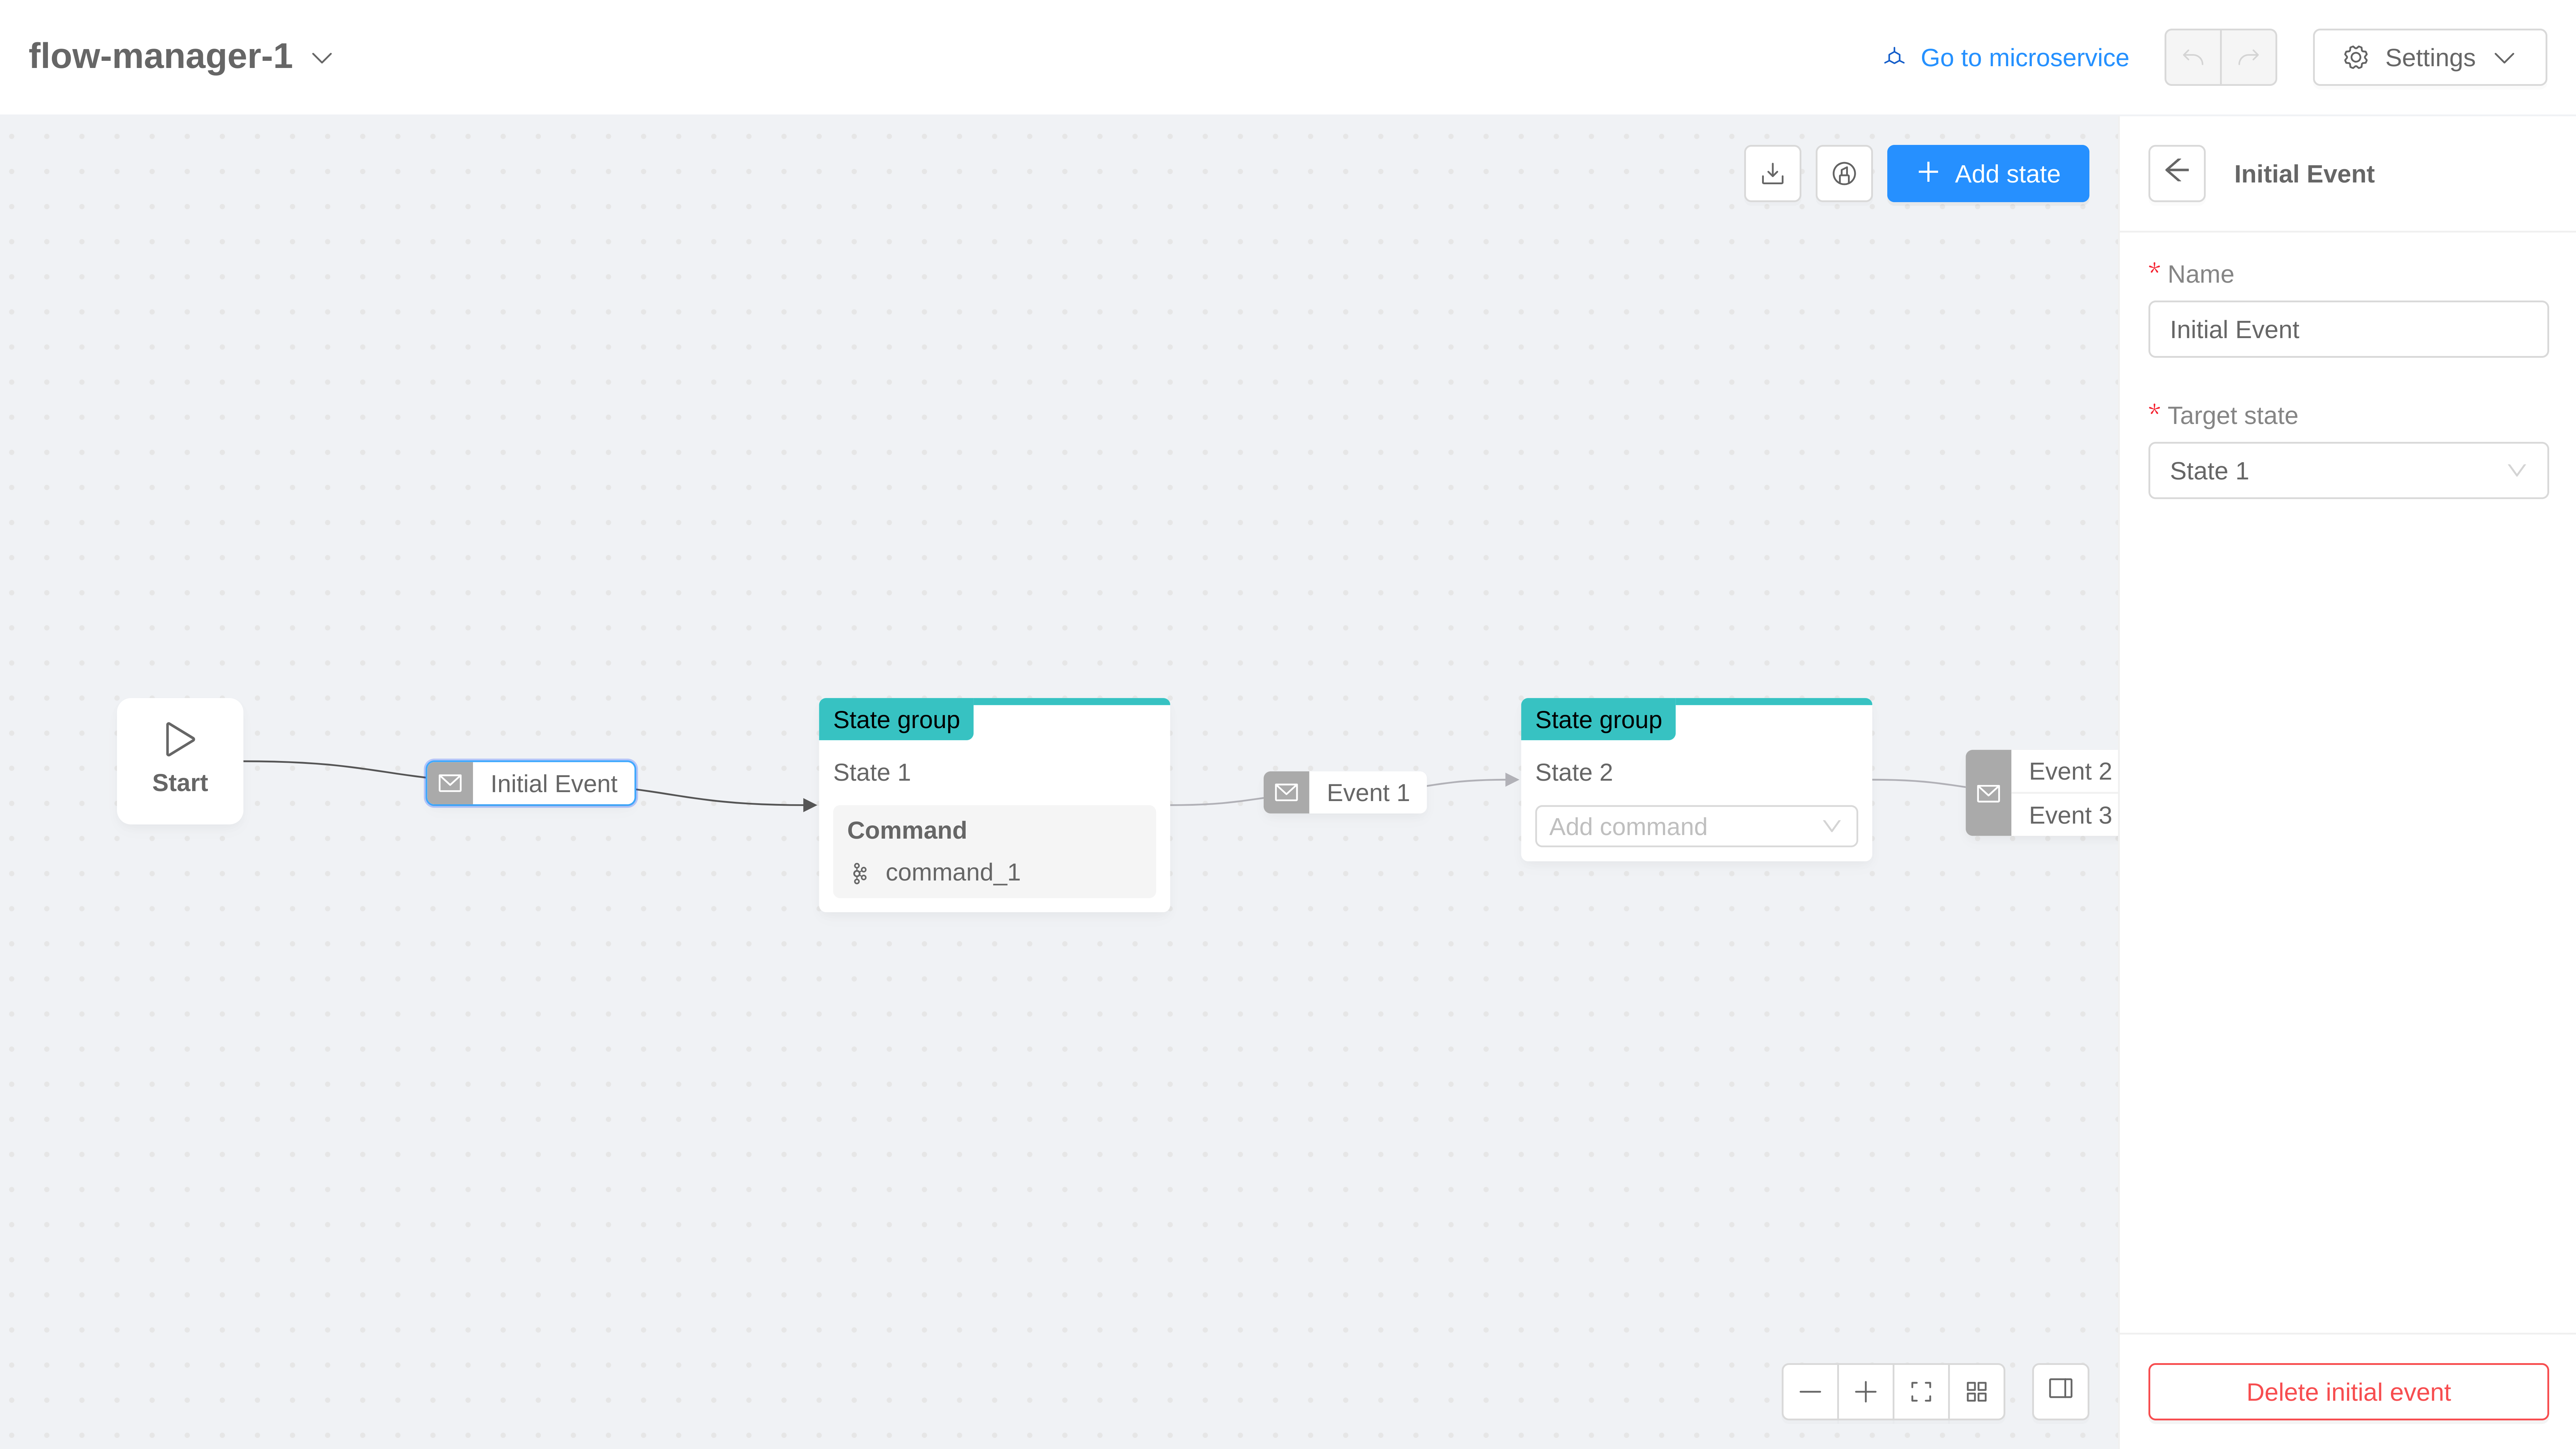 flow-manager-1
Go to microservice
Settings
Add state
Initial Event
* Name
Initial Event
* Target state
State 1
Start
Initial Event
State group
State 1
Command
command_1
Event 1
State group
State 2
Add command
Event 2
Event 3
Delete initial event